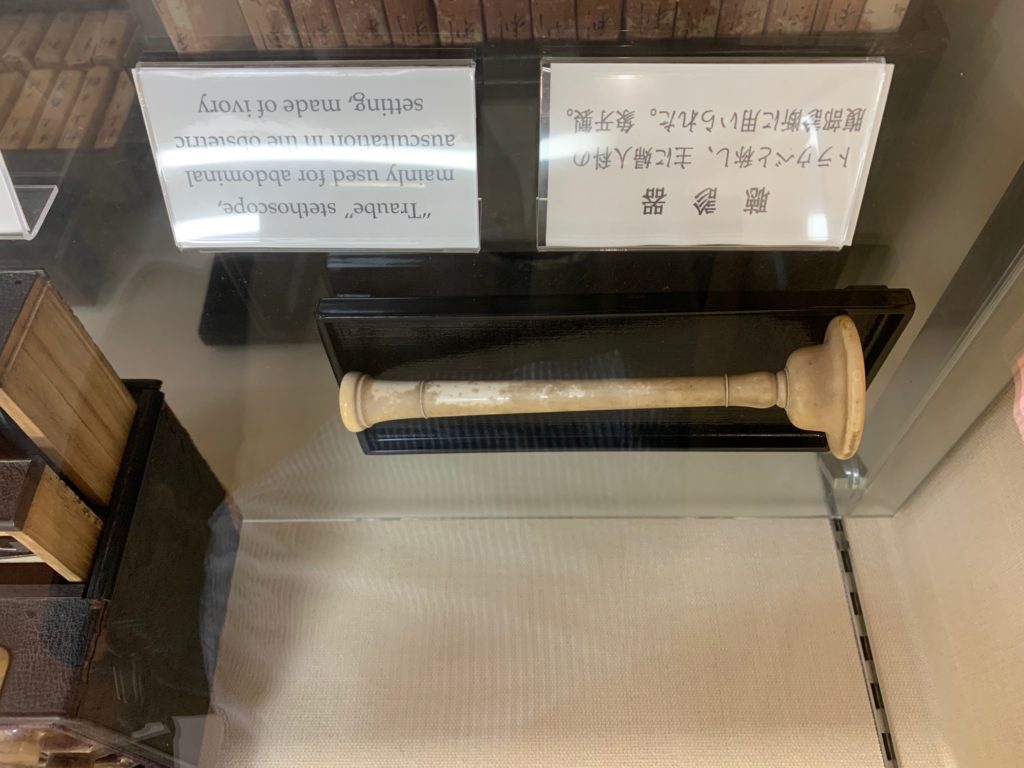 聴 診 器
トラウベと称し、主に婦人科の
腹部診断に用いられた。象牙製。
“Traube” stethoscope,
mainly used for abdominal
auscultation in the obstetric
setting, made of ivory